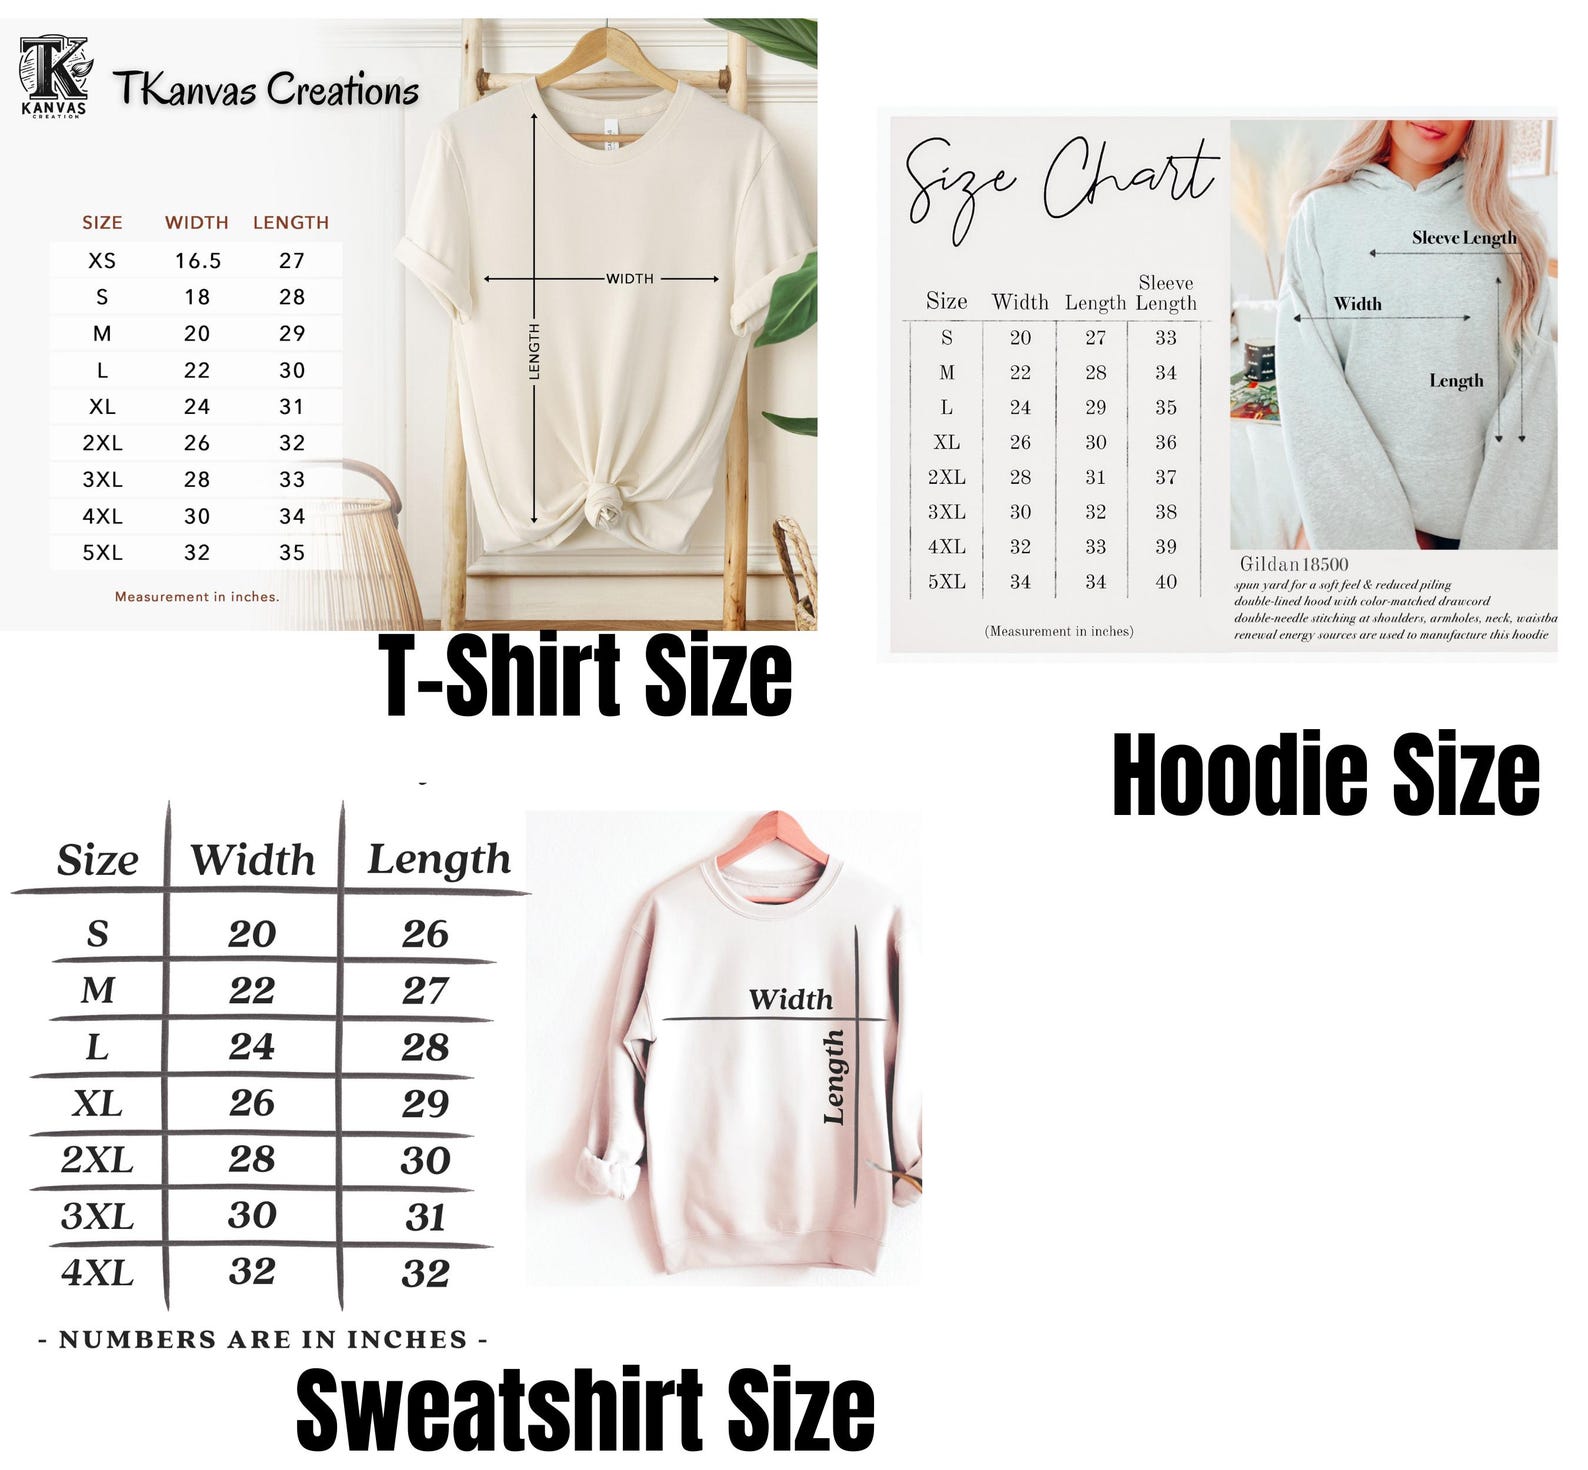 TK
KANVAS
CREATION
TKanvas Creations
SIZE WIDTH LENGTH
XS 16.5 27
S 18 28
M 20 29
L 22 30
XL 24 31
2XL 26 32
3XL 28 33
4XL 30 34
5XL 32 35
Measurement in inches.
WIDTH
LENGTH
T-Shirt Size
Size Chart
Size Width Length Sleeve Length
S 20 27 33
M 22 28 34
L 24 29 35
XL 26 30 36
2XL 28 31 37
3XL 30 32 38
4XL 32 33 39
5XL 34 34 40
(Measurement in inches)
Sleeve Length
Width
Length
Gildan 18500
spun yard for a soft feel & reduced piling
double-lined hood with color-matched drawcord
double-needle stitching at shoulders, armholes, neck, waistba
renewal energy sources are used to manufacture this hoodie
Hoodie Size
Size Width Length
S 20 26
M 22 27
L 24 28
XL 26 29
2XL 28 30
3XL 30 31
4XL 32 32
- NUMBERS ARE IN INCHES -
Width
Length
Sweatshirt Size